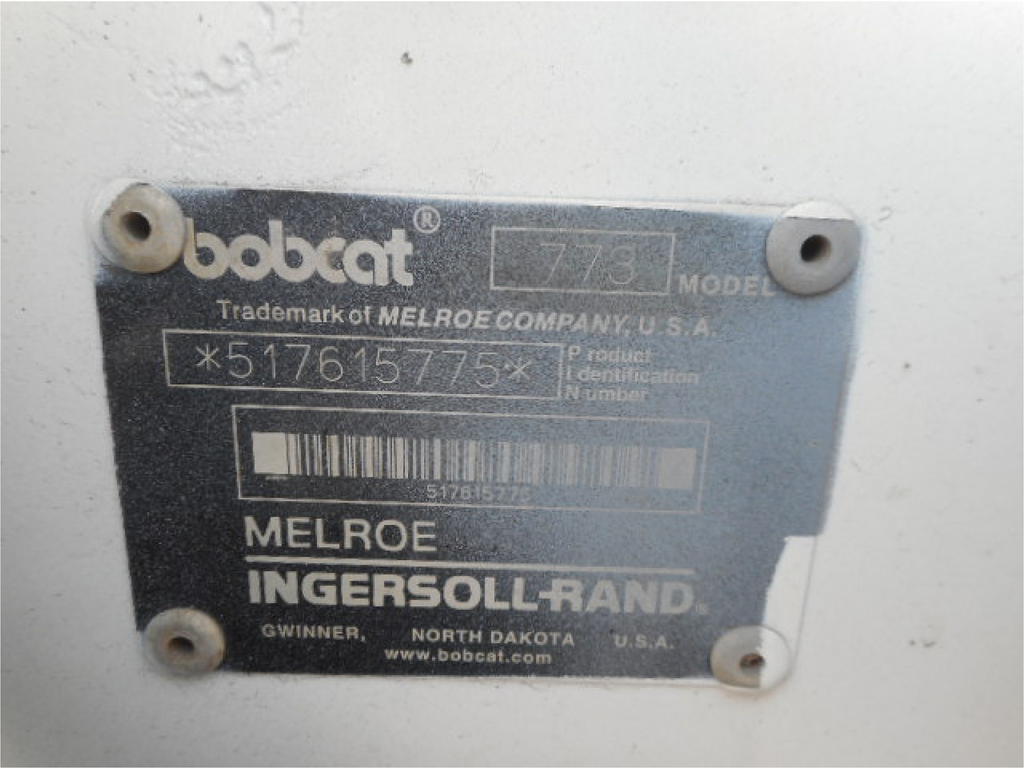 bobcat® 773 MODEL
Trademark of MELROE COMPANY, U.S.A.
*517615775* Product
Identification
Number
517615775
MELROE
INGERSOLL-RAND
GWINNER, NORTH DAKOTA U.S.A.
www.bobcat.com